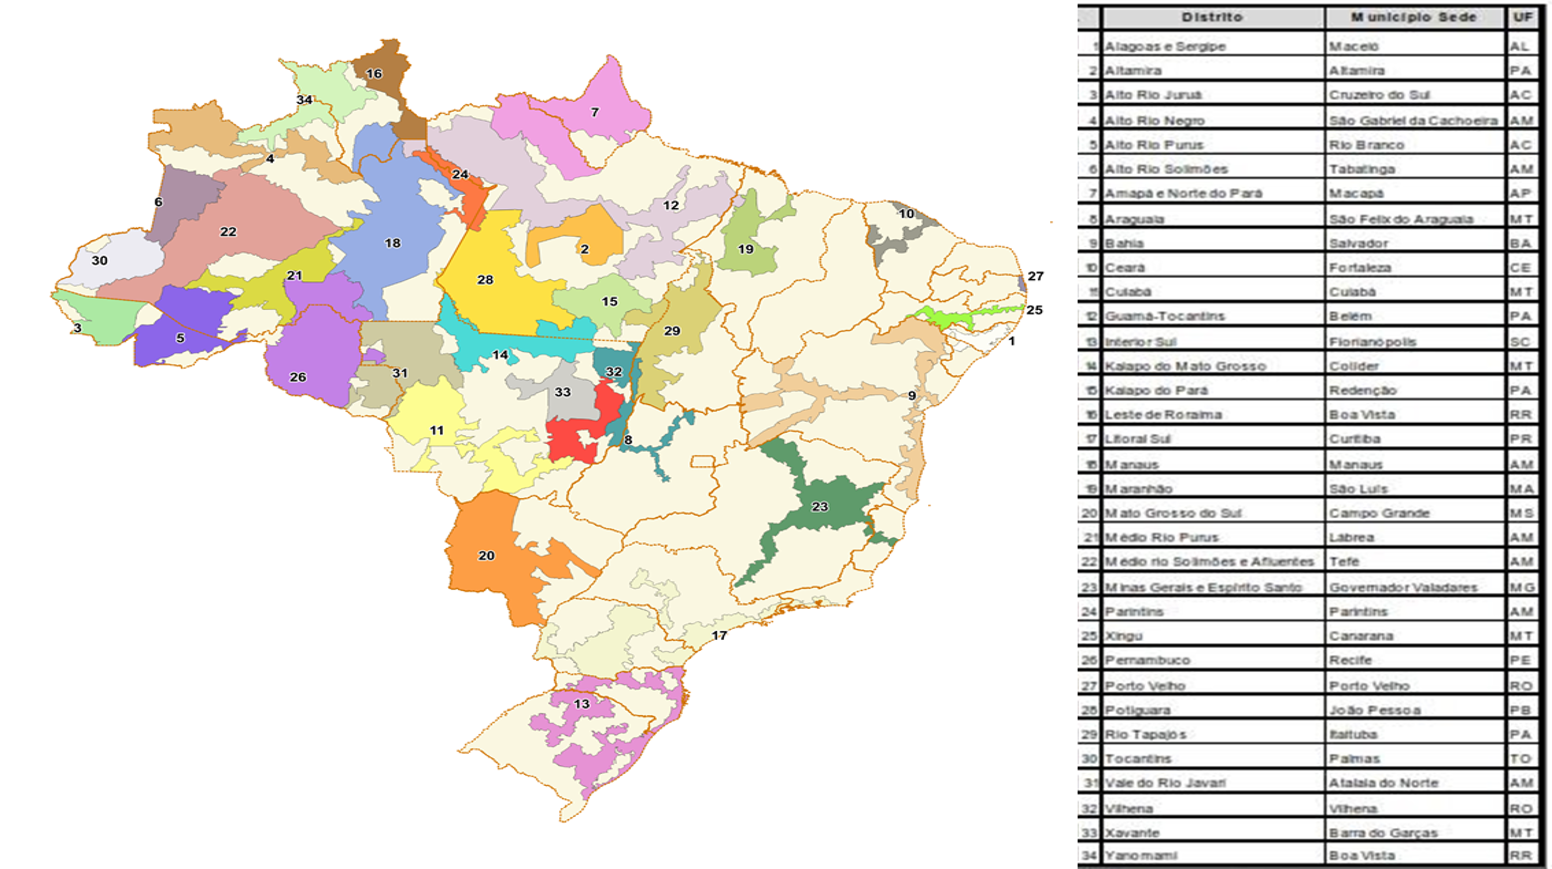 16
34
7
4
24
6
12
10
22
18
19
2
30
21
28
27
15
25
3
5
29
1
14
32
26
31
33
9
11
8
23
20
17
13
Distrito Município Sede UF
1 Alagoas e Sergipe Maceió AL
2 Altamira Altamira PA
3 Alto Rio Juruá Cruzeiro do Sul AC
4 Alto Rio Negro São Gabriel da Cachoeira AM
5 Alto Rio Purus Rio Branco AC
6 Alto Rio Solimões Tabatinga AM
7 Amapá e Norte do Pará Macapá AP
8 Araguaia São Felix do Araguaia MT
9 Bahia Salvador BA
10 Ceará Fortaleza CE
11 Cuiabá Cuiabá MT
12 Guamá-Tocantins Belém PA
13 Interior Sul Florianópolis SC
14 Kaiapo do Mato Grosso Colíder MT
15 Kaiapo do Pará Redenção PA
16 Leste de Roraima Boa Vista RR
17 Litoral Sul Curitiba PR
18 Manaus Manaus AM
19 Maranhão São Luís MA
20 Mato Grosso do Sul Campo Grande MS
21 Médio Rio Purus Lábrea AM
22 Médio rio Solimões e Afluentes Tefé AM
23 Minas Gerais e Espírito Santo Governador Valadares MG
24 Parintins Parintins AM
25 Xingu Canarana MT
26 Pernambuco Recife PE
27 Porto Velho Porto Velho RO
28 Potiguara João Pessoa PB
29 Rio Tapajós Itaituba PA
30 Tocantins Palmas TO
31 Vale do Rio Javari Atalaia do Norte AM
32 Vilhena Vilhena RO
33 Xavante Barra do Garças MT
34 Yanomami Boa Vista RR